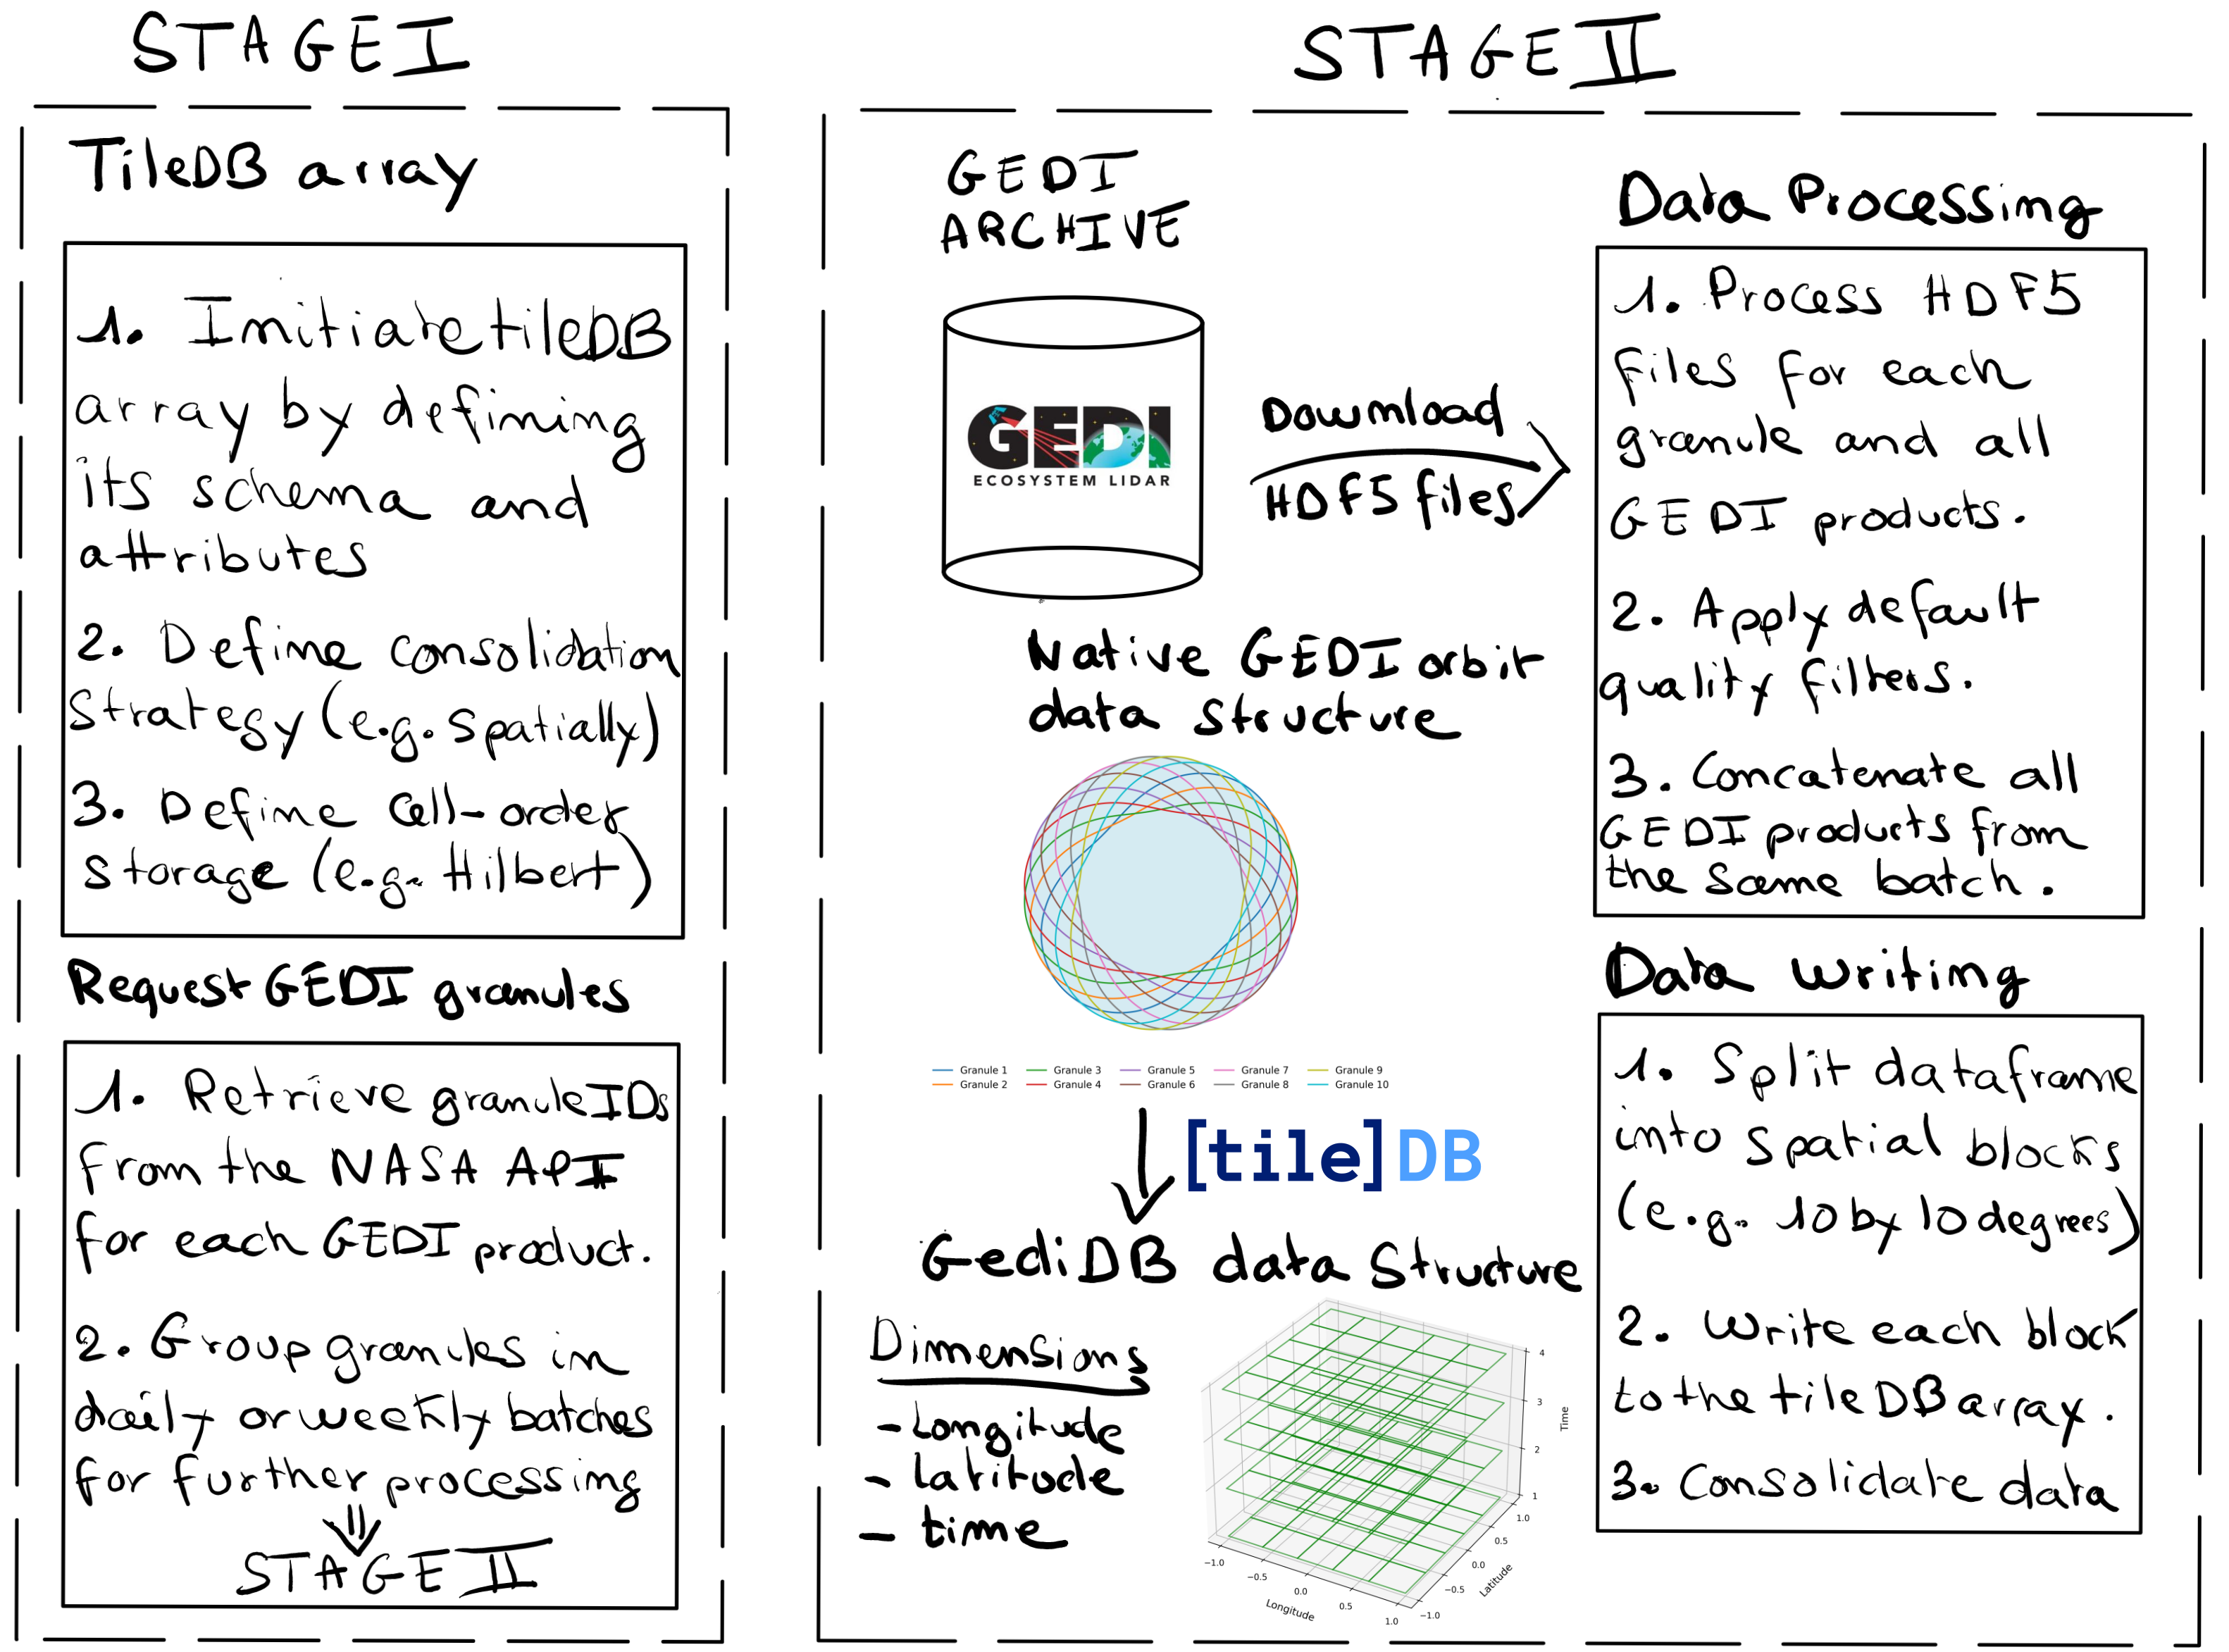 STAGE I
TileDB array
1. Initiate tileDB
array by defining
its schema and
attributes
2. Define consolidation
strategy (e.g. spatially)
3. Define cell-order
storage (e.g. Hilbert)
Request GEDI granules
1. Retrieve granule IDs
from the NASA API
for each GEDI product.
2. Group granules in
daily or weekly batches
for further processing
STAGE II
STAGE II
GEDI
ARCHIVE
GEDI
ECOSYSTEM LIDAR
Download
HDF5 files
Native GEDI orbit
data structure
Granule 1
Granule 2
Granule 3
Granule 4
Granule 5
Granule 6
Granule 7
Granule 8
Granule 9
Granule 10
[tile]DB
GediDB data structure
Dimensions
- Longitude
- latitude
- time
4
3
2
1
Time
1.0
0.5
0.0
−0.5
−1.0
Latitude
−1.0
−0.5
0.0
0.5
1.0
Longitude
Data Processing
1. Process HDF5
files for each
granule and all
GEDI products.
2. Apply default
quality filters.
3. Concatenate all
GEDI products from
the same batch.
Data writing
1. Split dataframe
into spatial blocks
(e.g. 10 by 10 degrees)
2. Write each block
to the tileDB array.
3. Consolidate data